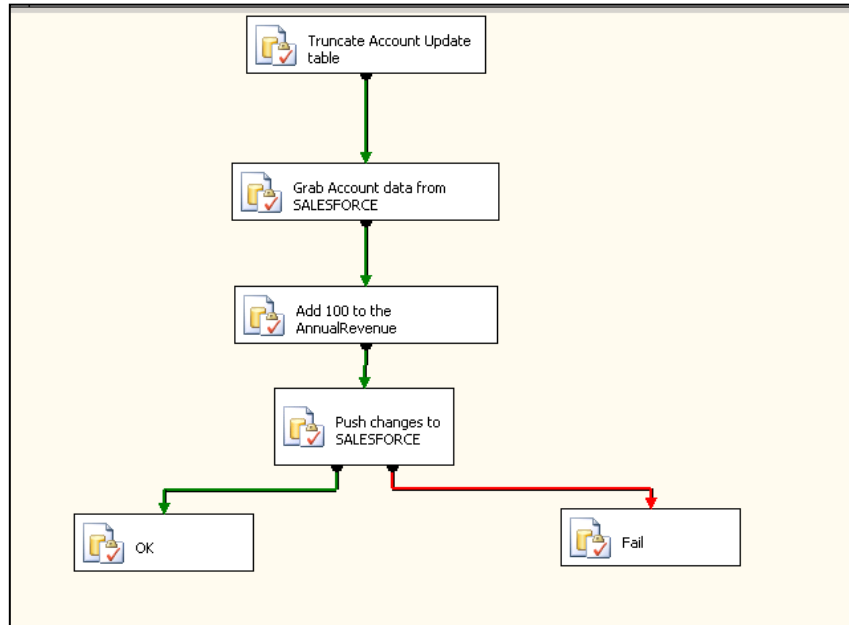 Truncate Account Update
table
Grab Account data from
SALESFORCE
Add 100 to the
AnnualRevenue
Push changes to
SALESFORCE
OK
Fail